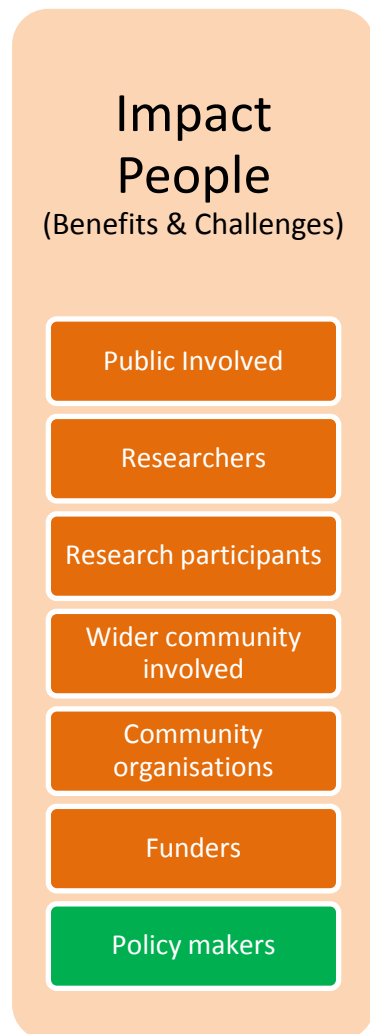 Impact
People
(Benefits & Challenges)
Public Involved
Researchers
Research participants
Wider community
involved
Community
organisations
Funders
Policy makers